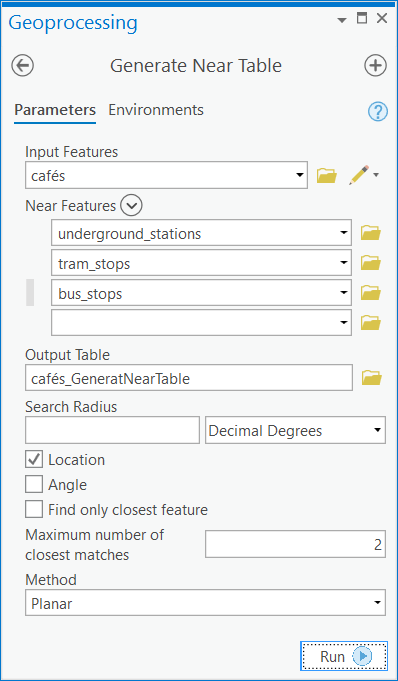 Geoprocessing
Generate Near Table
Parameters Environments
Input Features
cafés
Near Features
underground_stations
tram_stops
bus_stops
Output Table
cafés_GeneratNearTable
Search Radius
Decimal Degrees
Location
Angle
Find only closest feature
Maximum number of
closest matches 2
Method
Planar
Run